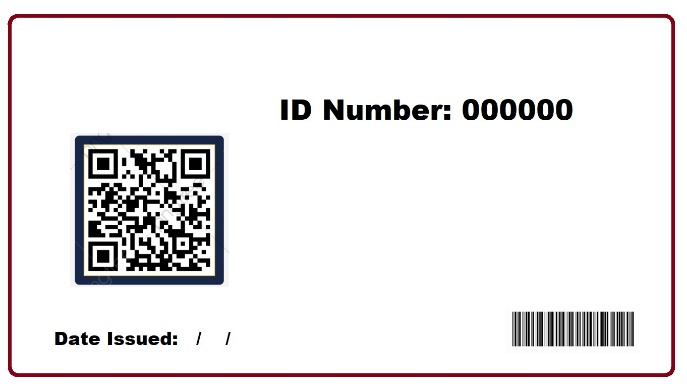 ID Number: 000000
Date Issued: / /